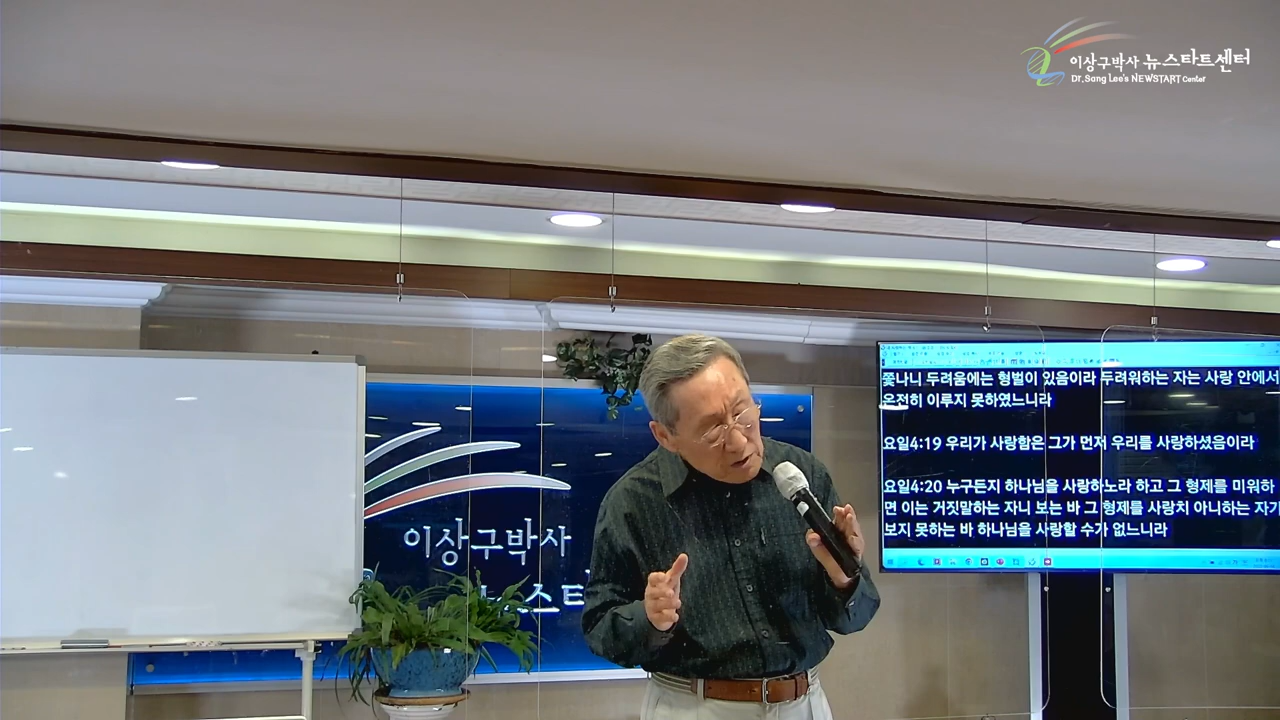 이상구박사 뉴스타트센터
Dr. Sang Lee's NEWSTART Center
쫓나니 두려움에는 형벌이 있음이라 두려워하는 자는 사랑 안에서
온전히 이루지 못하였느니라
요일4:19 우리가 사랑함은 그가 먼저 우리를 사랑하셨음이라
요일4:20 누구든지 하나님을 사랑하노라 하고 그 형제를 미워하
면 이는 거짓말하는 자니 보는 바 그 형제를 사랑치 아니하는 자가
보지 못하는 바 하나님을 사랑할 수가 없느니라
이상구박사
스타